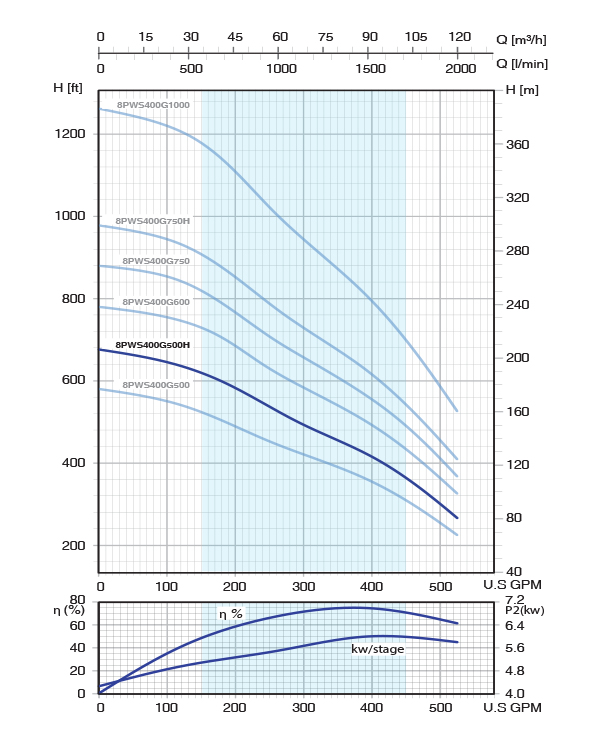 0 15 30 45 60 75 90 105 120 Q [m³/h]
0 500 1000 1500 2000 Q [l/min]
H [ft] H [m]
8PWS400G1000
1200
360
320
1000
8PWS400G7s0H
280
8PWS400G7s0
240
800
8PWS400G600
8PWS400Gs00H
200
600
8PWS400Gs00
160
400
120
80
200
40
0 100 200 300 400 500 U.S GPM
80 7.2
η (%) P2(kw)
η %
60 6.4
kw/stage
40 5.6
20 4.8
0 4.0
0 100 200 300 400 500 U.S GPM